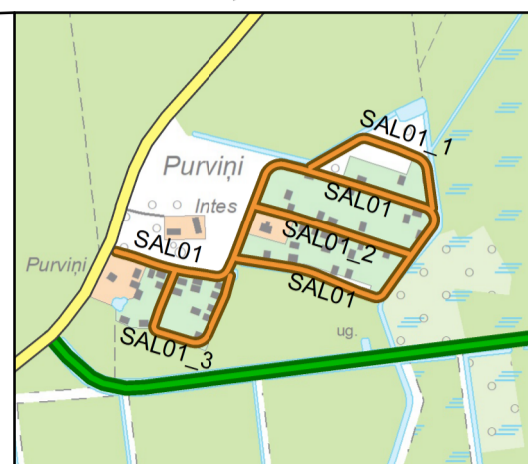 SAL01_1
Purviņi
SAL01
Intes
SAL01_2
SAL01
Purviņi
SAL01
ug.
SAL01_3